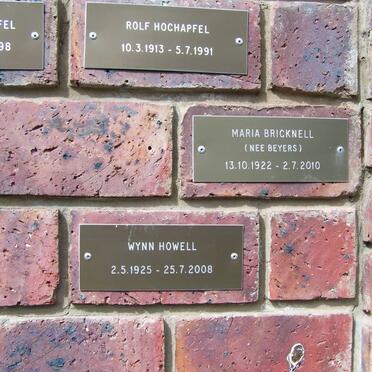 FEL
98
ROLF HOCHAPFEL
10.3.1913 - 5.7.1991
MARIA BRICKNELL
(NEE BEYERS)
13.10.1922 - 2.7.2010
WYNN HOWELL
2.5.1925 - 25.7.2008